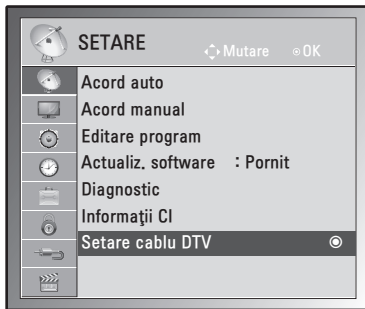 SETARE
Mutare OK
Acord auto
Acord manual
Editare program
Actualiz. software : Pornit
Diagnostic
Informaţii CI
Setare cablu DTV